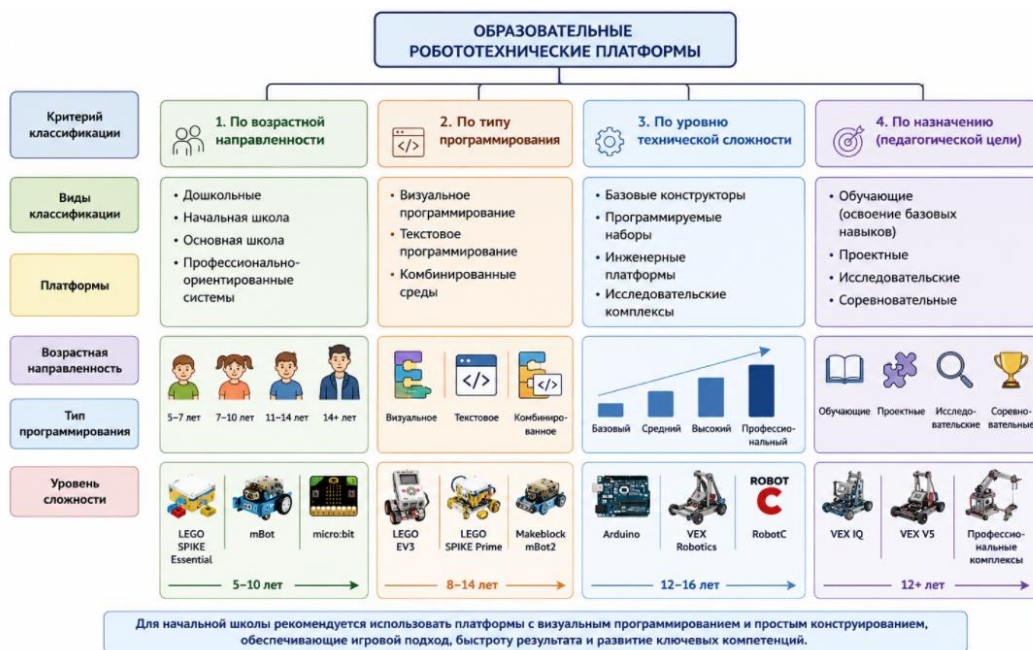 ОБРАЗОВАТЕЛЬНЫЕ
РОБОТОТЕХНИЧЕСКИЕ ПЛАТФОРМЫ
Критерий
классификации
1. По возрастной
направленности
2. По типу
программирования
3. По уровню
технической сложности
4. По назначению
(педагогической цели)
Виды
классификации
Платформы
• Дошкольные
• Начальная школа
• Основная школа
• Профессионально-
ориентированные
системы
• Визуальное
программирование
• Текстовое
программирование
• Комбинированные
среды
• Базовые конструкторы
• Программируемые
наборы
• Инженерные
платформы
• Исследовательские
комплексы
• Обучающие
(освоение базовых
навыков)
• Проектные
• Исследовательские
• Соревновательные
Возрастная
направленность
Тип
программирования
5–7 лет
7–10 лет
11–14 лет
14+ лет
Визуальное
Текстовое
Комбиниро-
ванное
Базовый
Средний
Высокий
Профессио-
нальный
Обучающие
Проектные
Исследо-
вательские
Соревно-
вательные
Уровень
сложности
LEGO
SPIKE
Essential
mBot
micro:bit
5–10 лет
LEGO
EV3
LEGO
SPIKE Prime
Makeblock
mBot2
8–14 лет
Arduino
VEX
Robotics
ROBOT
C
RobotC
12–16 лет
VEX IQ
VEX V5
Профессио-
нальные
комплексы
12+ лет
Для начальной школы рекомендуется использовать платформы с визуальным программированием и простым конструированием,
обеспечивающие игровой подход, быстроту результата и развитие ключевых компетенций.